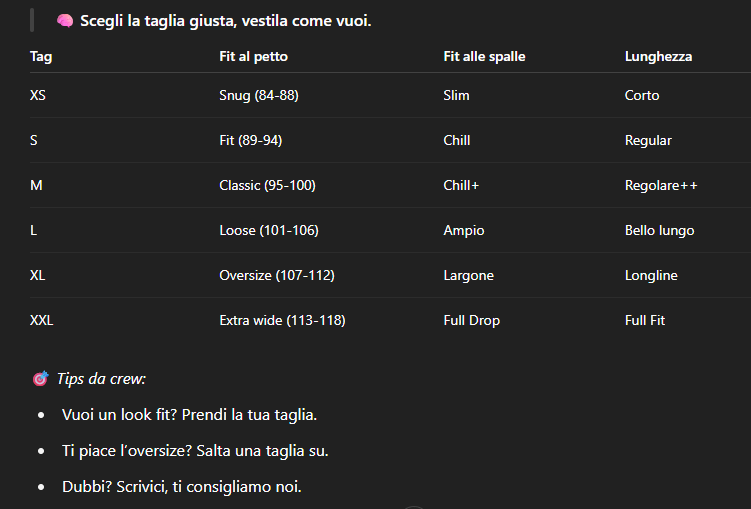 🧠 Scegli la taglia giusta, vestila come vuoi.
Tag Fit al petto Fit alle spalle Lunghezza
XS Snug (84-88) Slim Corto
S Fit (89-94) Chill Regular
M Classic (95-100) Chill+ Regolare++
L Loose (101-106) Ampio Bello lungo
XL Oversize (107-112) Largone Longline
XXL Extra wide (113-118) Full Drop Full Fit
🎯 Tips da crew:
• Vuoi un look fit? Prendi la tua taglia.
• Ti piace l’oversize? Salta una taglia su.
• Dubbi? Scrivici, ti consigliamo noi.